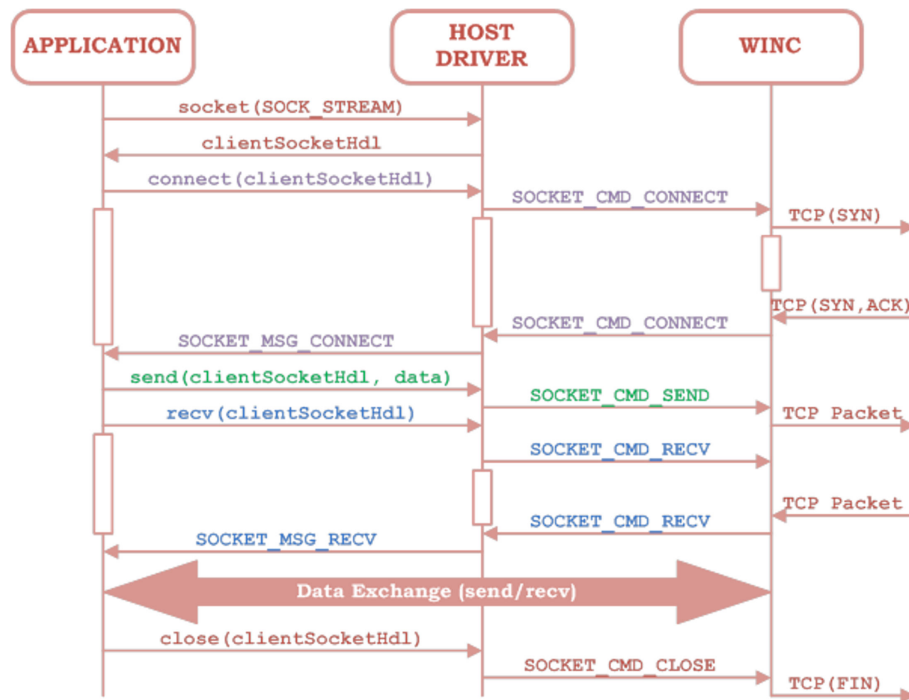 APPLICATION
HOST
DRIVER
WINC
socket(SOCK_STREAM)
clientSocketHdl
connect(clientSocketHdl)
SOCKET_CMD_CONNECT
TCP(SYN)
TCP(SYN,ACK)
SOCKET_CMD_CONNECT
SOCKET_MSG_CONNECT
send(clientSocketHdl, data)
SOCKET_CMD_SEND
recv(clientSocketHdl)
TCP Packet
SOCKET_CMD_RECV
TCP Packet
SOCKET_CMD_RECV
SOCKET_MSG_RECV
Data Exchange (send/recv)
close(clientSocketHdl)
SOCKET_CMD_CLOSE
TCP(FIN)